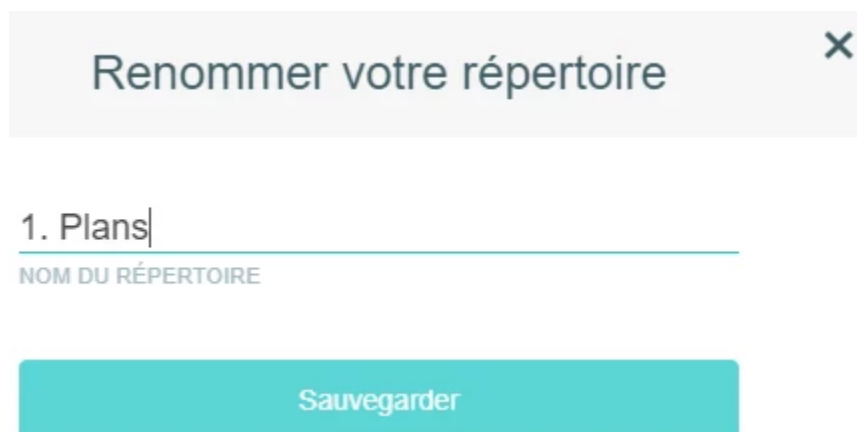 Renommer votre répertoire
1. Plans
NOM DU RÉPERTOIRE
Sauvegarder